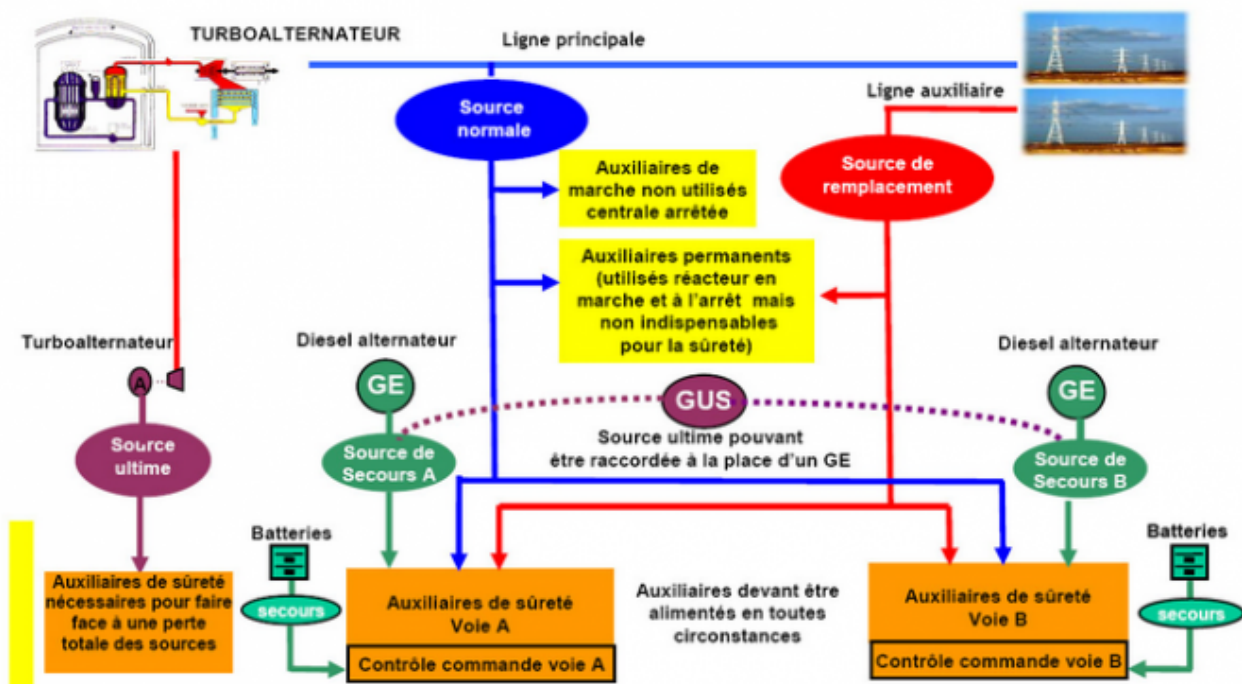 TURBOALTERNATEUR
Ligne principale
Ligne auxiliaire
Source
normale
Source de
remplacement
Auxiliaires de
marche non utilisés
centrale arrêtée
Auxiliaires permanents
(utilisés réacteur en
marche et à l'arrêt mais
non indispensables
pour la sûreté)
Turboalternateur
A
Source
ultime
Diesel alternateur
GE
Source de
Secours A
GUS
Source ultime pouvant
être raccordée à la place d'un GE
Diesel alternateur
GE
Source de
Secours B
Batteries
secours
Batteries
secours
Auxiliaires de sûreté
nécessaires pour faire
face à une perte
totale des sources
Auxiliaires de sûreté
Voie A
Contrôle commande voie A
Auxiliaires devant être
alimentés en toutes
circonstances
Auxiliaires de sûreté
Voie B
Contrôle commande voie B